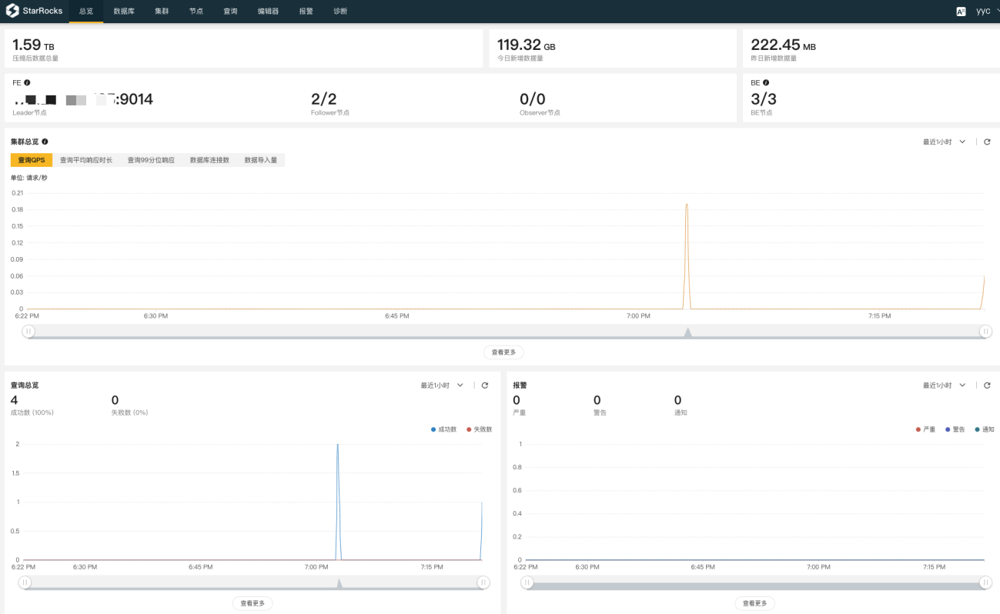 StarRocks 总览 数据库 集群 节点 查询 编辑器 报警 诊断 yyc
1.59 TB
压缩后数据总量
119.32 GB
今日新增数据量
222.45 MB
昨日新增数据量
FE
:9014
Leader节点
2/2
Follower节点
0/0
Observer节点
BE
3/3
BE节点
集群总览
最近1小时
查询QPS 查询平均响应时长 查询99分位响应 数据库连接数 数据导入量
单位: 请求/秒
0.21
0.18
0.15
0.12
0.09
0.06
0.03
0
6:22 PM 6:30 PM 6:45 PM 7:00 PM 7:15 PM
查看更多
查询总览
最近1小时
4
成功数 (100%)
0
失败数 (0%)
成功数 失败数
2
1.5
1
0.5
0
6:22 PM 6:30 PM 6:45 PM 7:00 PM 7:15 PM
查看更多
报警
最近1小时
0
严重
0
警告
0
通知
严重 警告 通知
1
0.8
0.6
0.4
0.2
0
6:22 PM 6:30 PM 6:45 PM 7:00 PM 7:15 PM
查看更多